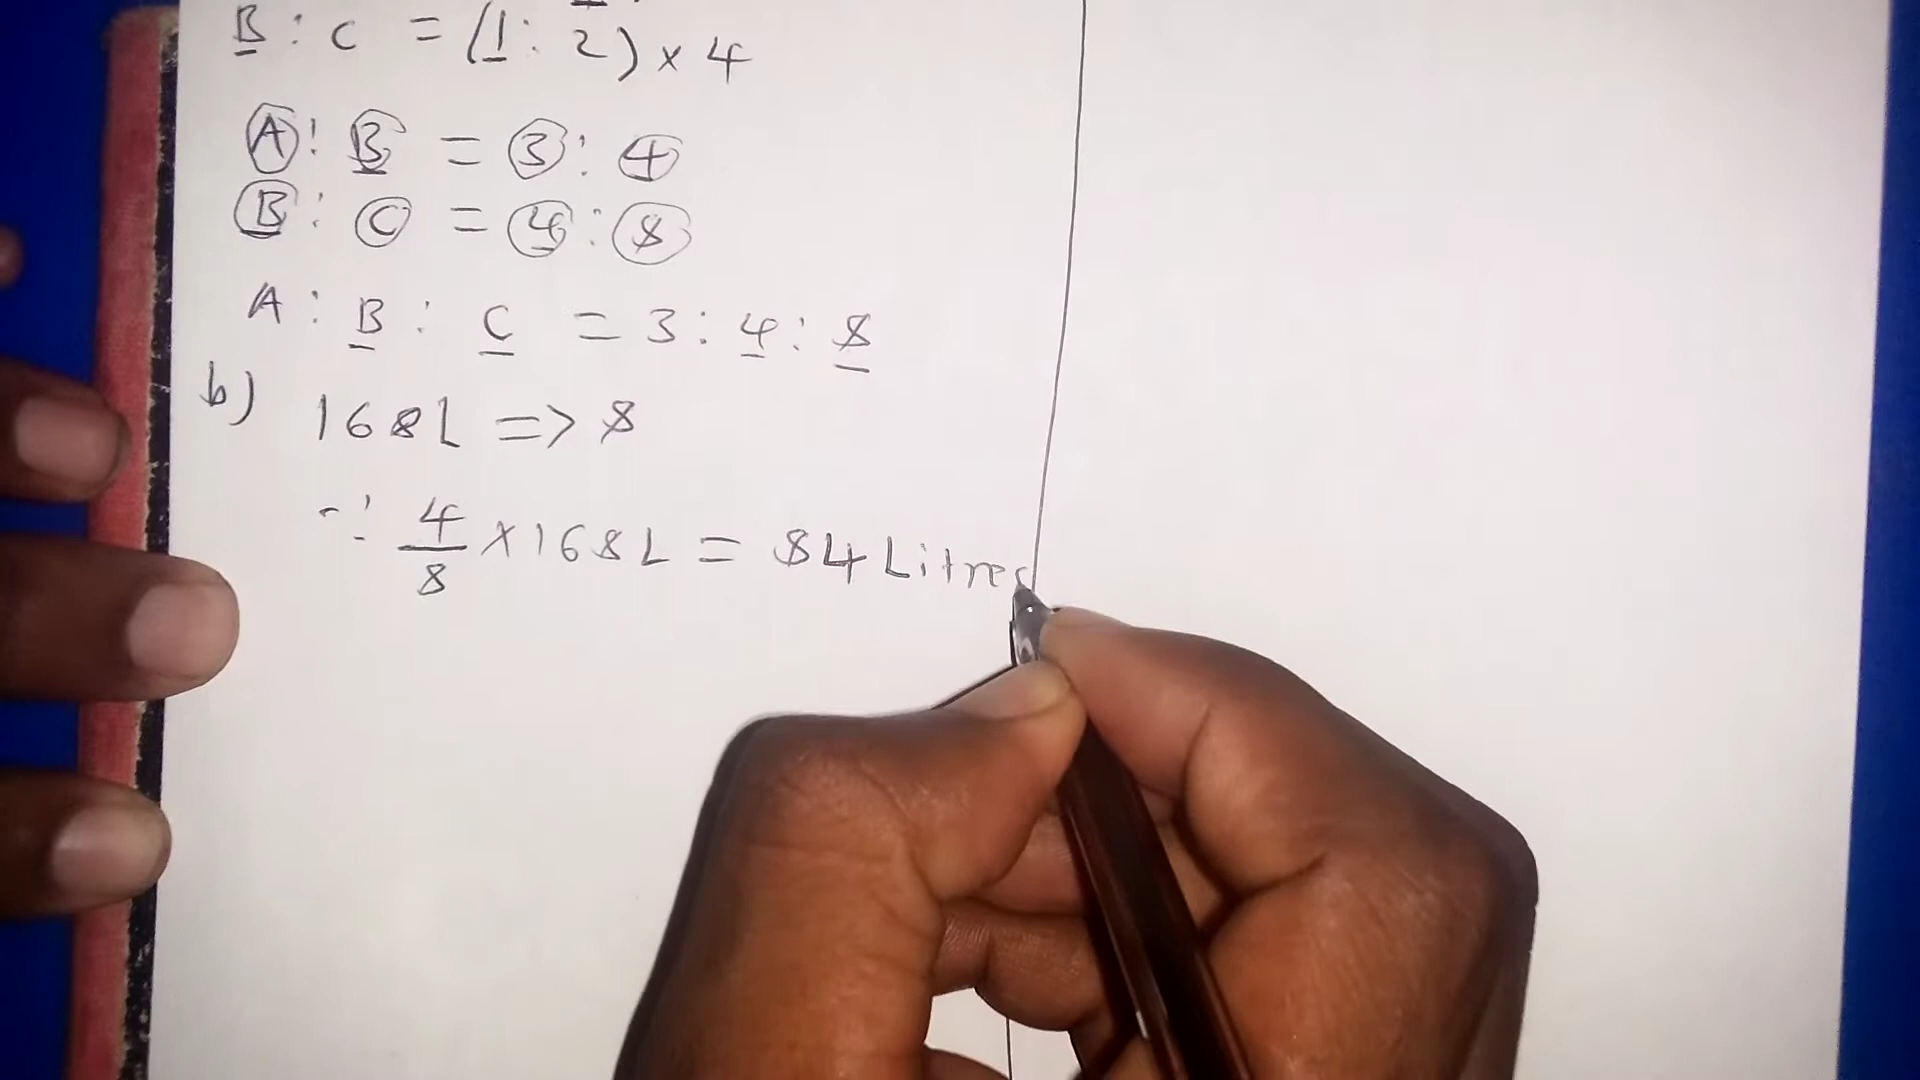 B : C = (1 : 2) × 4
A : B = 3 : 4
B : C = 4 : 8
A : B : C = 3 : 4 : 8
b) 168L => 8
∵ 4/8 × 168L = 84 Litres